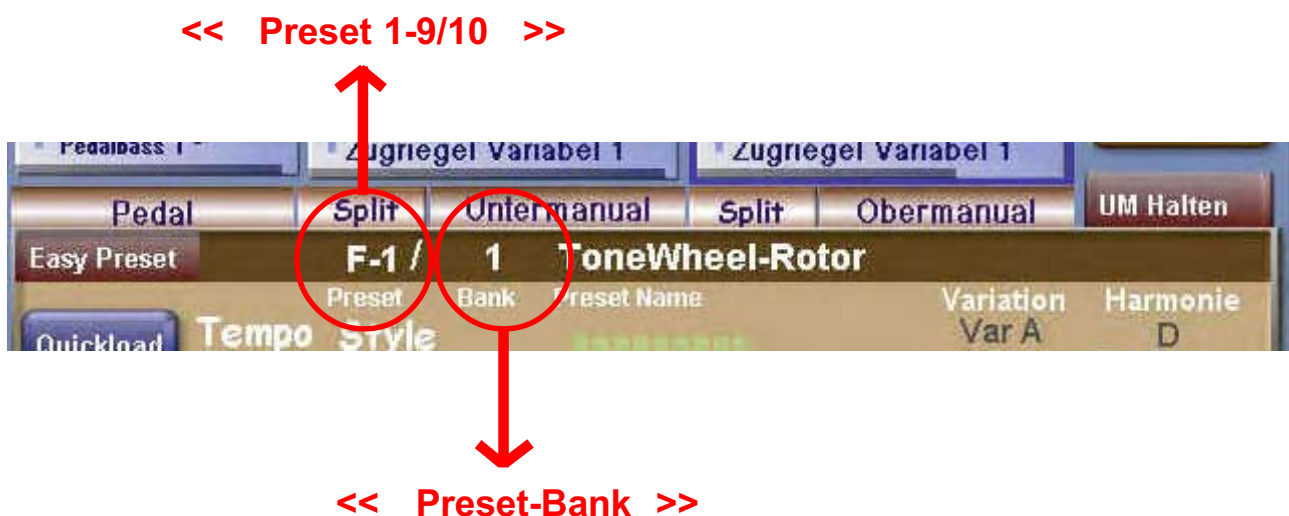 << Preset 1-9/10 >>
Pedalbass 1 Zugriegel Variabel 1 Zugriegel Variabel 1
Pedal Split Untermanual Split Obermanual UM Halten
Easy Preset F-1 / 1 ToneWheel-Rotor
Preset Bank Preset Name Variation Harmonie
Quickload Tempo Style Var A D
<< Preset-Bank >>